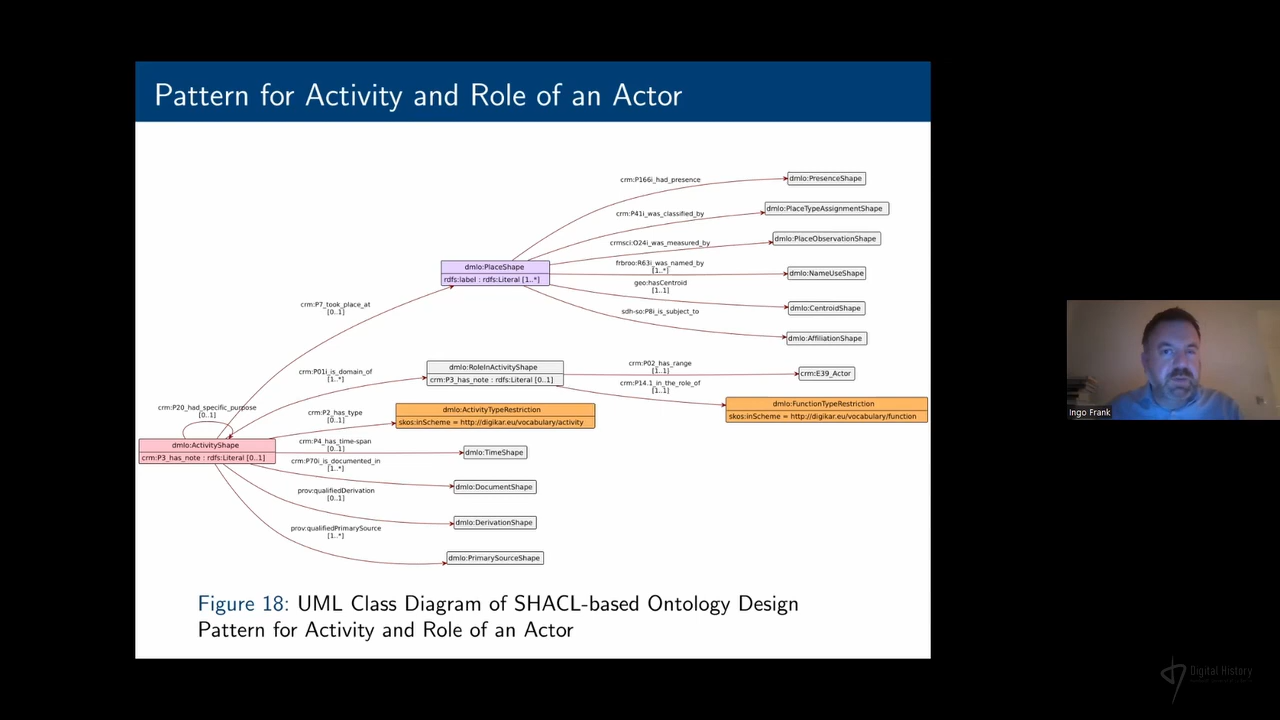 Pattern for Activity and Role of an Actor
crm:P166i_had_presence
dmlo:PresenceShape
crm:P41i_was_classified_by
dmlo:PlaceTypeAssignmentShape
crmsci:O24i_was_measured_by
dmlo:PlaceObservationShape
dmlo:PlaceShape
rdfs:label : rdfs:Literal [1..*]
frbroo:R63i_was_named_by
[1..*]
dmlo:NameUseShape
geo:hasCentroid
[1..1]
dmlo:CentroidShape
sdh-so:P8i_is_subject_to
dmlo:AffiliationShape
crm:P7_took_place_at
[0..1]
crm:P01i_is_domain_of
[1..*]
dmlo:RoleInActivityShape
crm:P3_has_note : rdfs:Literal [0..1]
crm:P02_has_range
[1..1]
crm:E39_Actor
crm:P14.1_in_the_role_of
[1..1]
dmlo:FunctionTypeRestriction
skos:inScheme = http://digikar.eu/vocabulary/function
crm:P20_had_specific_purpose
[0..1]
crm:P2_has_type
[0..1]
dmlo:ActivityTypeRestriction
skos:inScheme = http://digikar.eu/vocabulary/activity
dmlo:ActivityShape
crm:P3_has_note : rdfs:Literal [0..1]
crm:P4_has_time-span
[0..1]
dmlo:TimeShape
crm:P70i_is_documented_in
[1..*]
dmlo:DocumentShape
prov:qualifiedDerivation
[0..1]
dmlo:DerivationShape
prov:qualifiedPrimarySource
[1..*]
dmlo:PrimarySourceShape
Figure 18: UML Class Diagram of SHACL-based Ontology Design
Pattern for Activity and Role of an Actor
Ingo Frank
Digital History